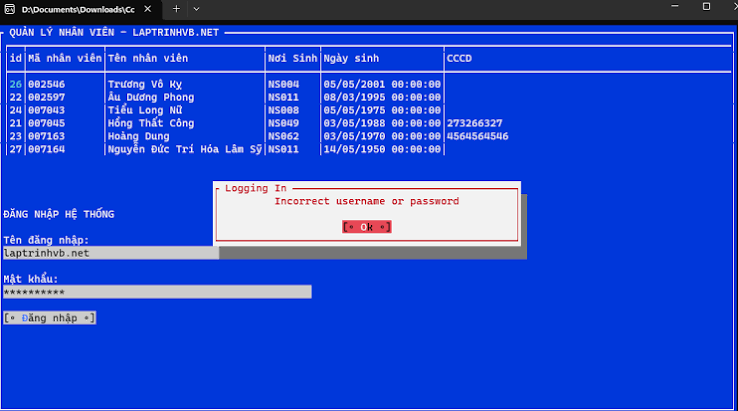 D:\Documents\Downloads\Cc
QUẢN LÝ NHÂN VIÊN - LAPTRINHVB.NET
id Mã nhân viên Tên nhân viên Nơi Sinh Ngày sinh CCCD
26 002546 Trương Vô Kỵ NS004 05/05/2001 00:00:00
22 002597 Âu Dương Phong NS011 08/03/1995 00:00:00
24 007043 Tiểu Long Nữ NS008 05/05/1975 00:00:00
21 007045 Hồng Thất Công NS049 03/05/1988 00:00:00 273266327
23 007163 Hoàng Dung NS062 03/05/1970 00:00:00 4564564546
27 007164 Nguyễn Đức Trí Hóa Lâm Sỹ NS011 14/05/1950 00:00:00
Logging In
Incorrect username or password
[◦ Ok ◦]
ĐĂNG NHẬP HỆ THỐNG
Tên đăng nhập:
laptrinhvb.net
Mật khẩu:
**********
[◦ Đăng nhập ◦]